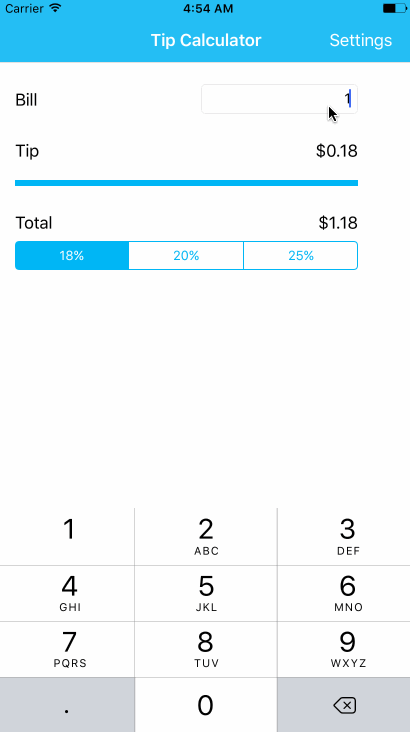 Carrier 4:54 AM
Tip Calculator Settings
Bill 1
Tip $0.18
Total $1.18
18% 20% 25%
1 2 3
ABC DEF
4 5 6
GHI JKL MNO
7 8 9
PQRS TUV WXYZ
. 0